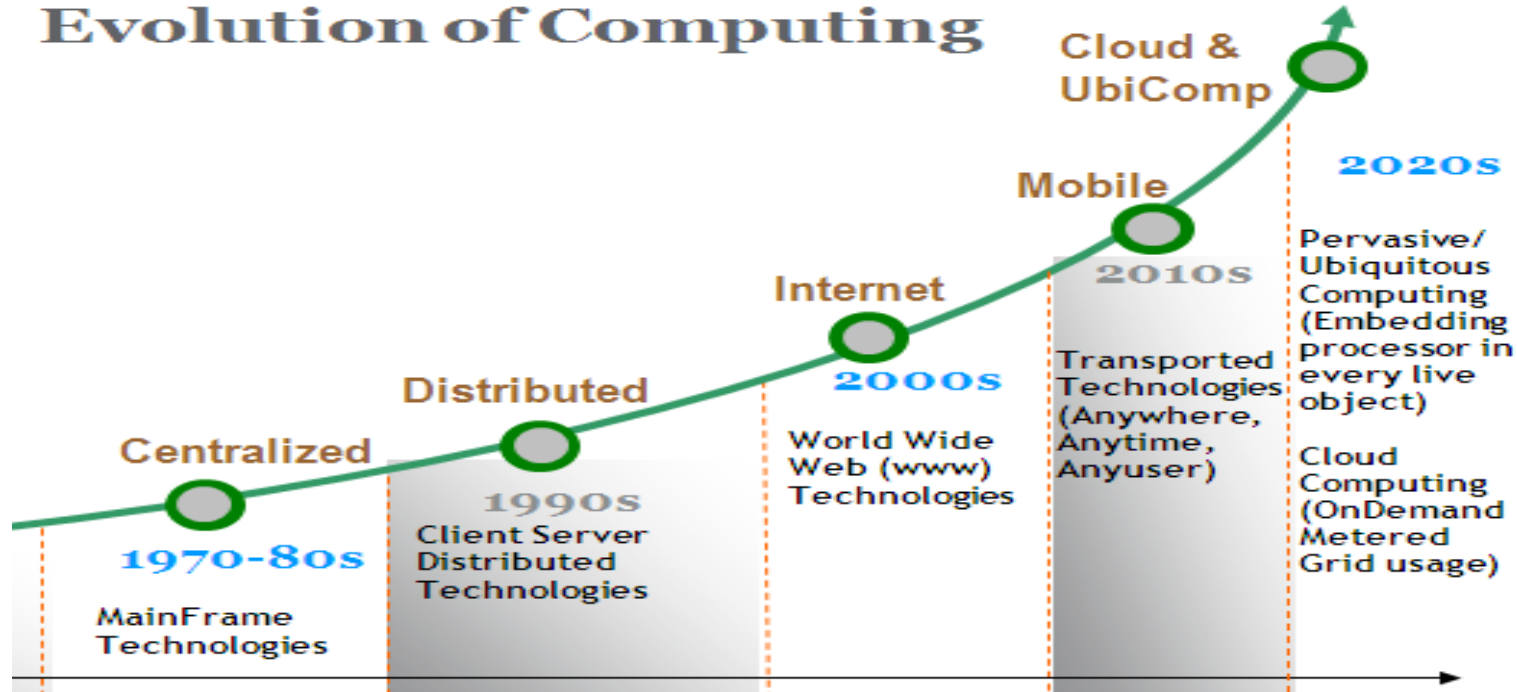 Evolution of Computing
Centralized
1970-80s
MainFrame
Technologies
Distributed
1990s
Client Server
Distributed
Technologies
Internet
2000s
World Wide
Web (www)
Technologies
Mobile
2010s
Transported
Technologies
(Anywhere,
Anytime,
Anyuser)
Cloud &
UbiComp
2020s
Pervasive/
Ubiquitous
Computing
(Embedding
processor in
every live
object)
Cloud
Computing
(OnDemand
Metered
Grid usage)